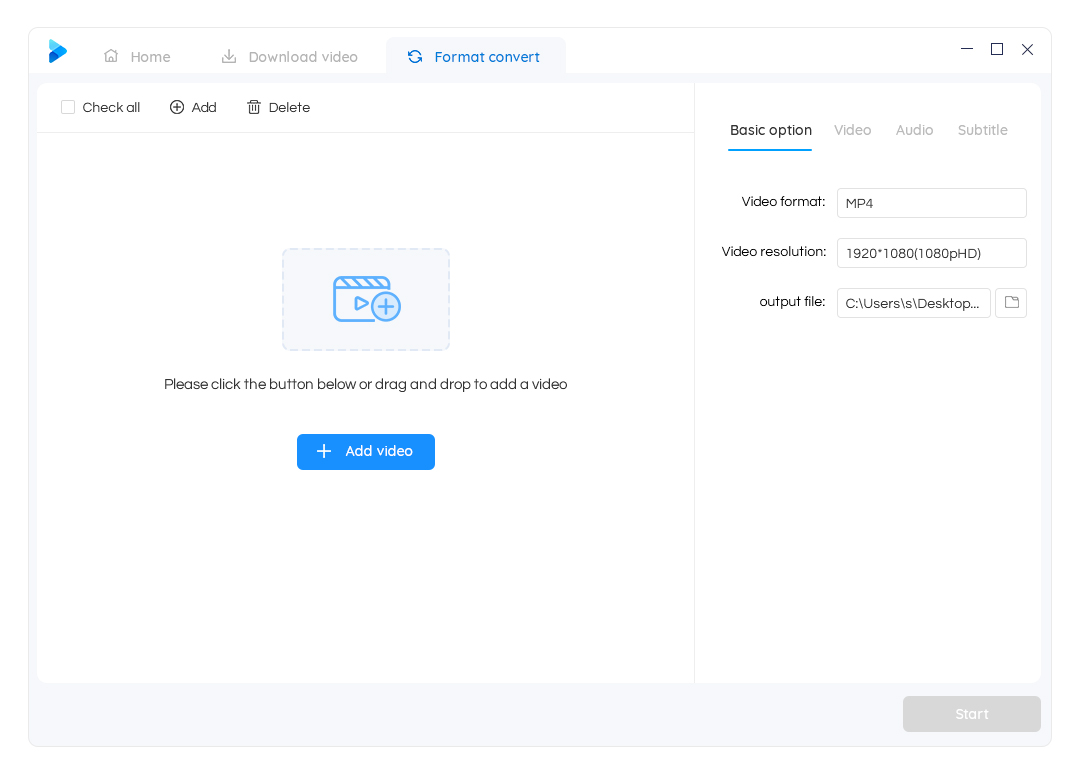 Home
Download video
Format convert
Check all
Add
Delete
Please click the button below or drag and drop to add a video
Add video
Basic option
Video
Audio
Subtitle
Video format:
MP4
Video resolution:
1920*1080(1080pHD)
output file:
C:\Users\s\Desktop...
Start